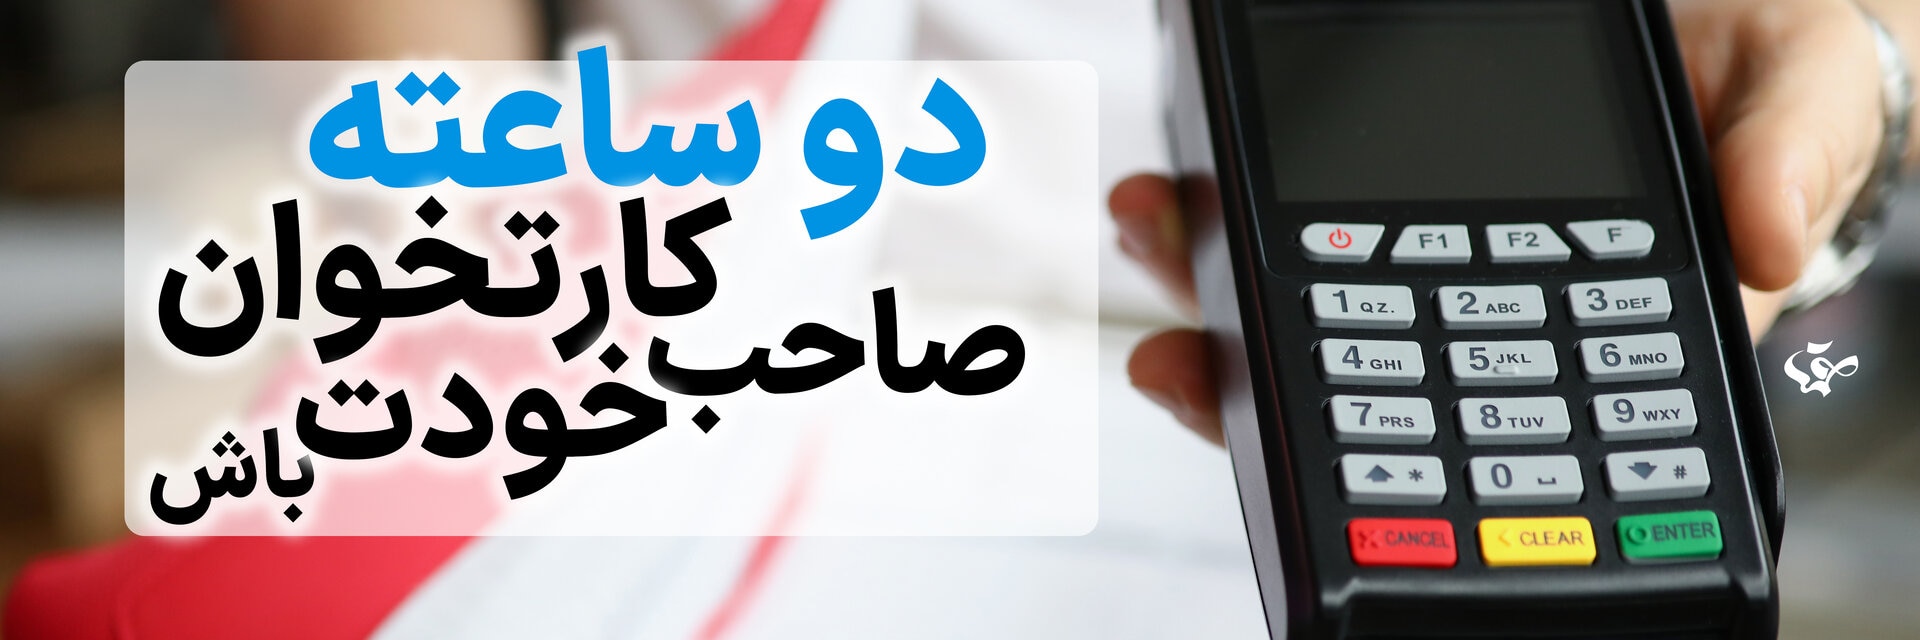 دو ساعته
صاحب کارتخوان
خودت باش
F1 F2 F
1 QZ. 2 ABC 3 DEF
4 GHI 5 JKL 6 MNO
7 PRS 8 TUV 9 WXY
* 0 #
CANCEL CLEAR ENTER